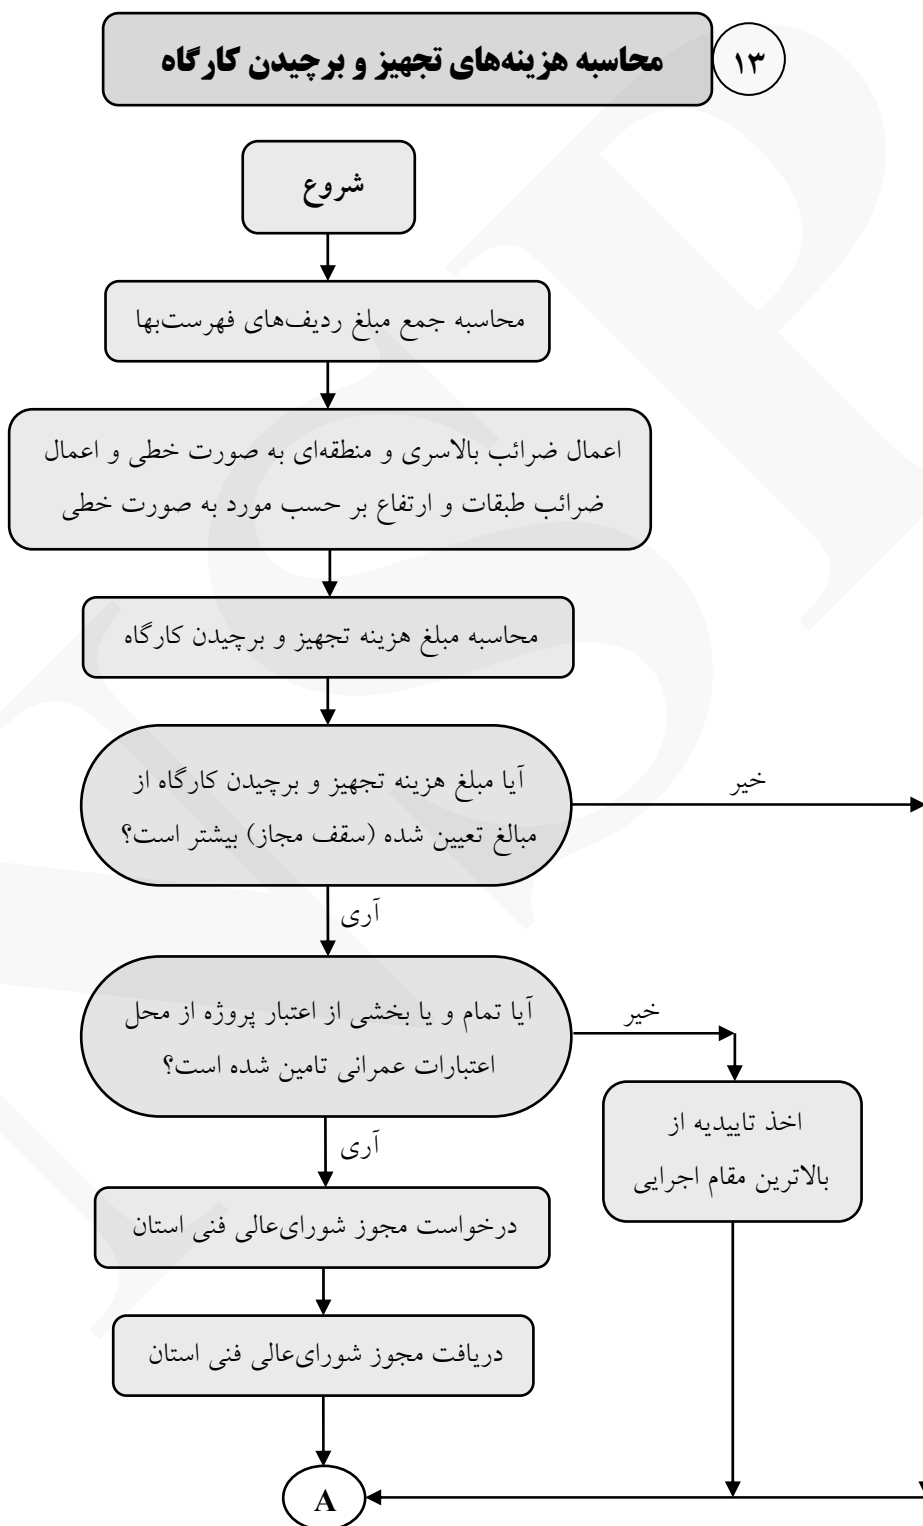 ۱۳
محاسبه هزینه‌های تجهیز و برچیدن کارگاه
شروع
محاسبه جمع مبلغ ردیف‌های فهرست‌بها
اعمال ضرائب بالاسری و منطقه‌ای به صورت خطی و اعمال
ضرائب طبقات و ارتفاع بر حسب مورد به صورت خطی
محاسبه مبلغ هزینه تجهیز و برچیدن کارگاه
آیا مبلغ هزینه تجهیز و برچیدن کارگاه از
مبالغ تعیین شده (سقف مجاز) بیشتر است؟
خیر
آری
آیا تمام و یا بخشی از اعتبار پروژه از محل
اعتبارات عمرانی تامین شده است؟
خیر
اخذ تاییدیه از
بالاترین مقام اجرایی
آری
درخواست مجوز شورای‌عالی فنی استان
دریافت مجوز شورای‌عالی فنی استان
A